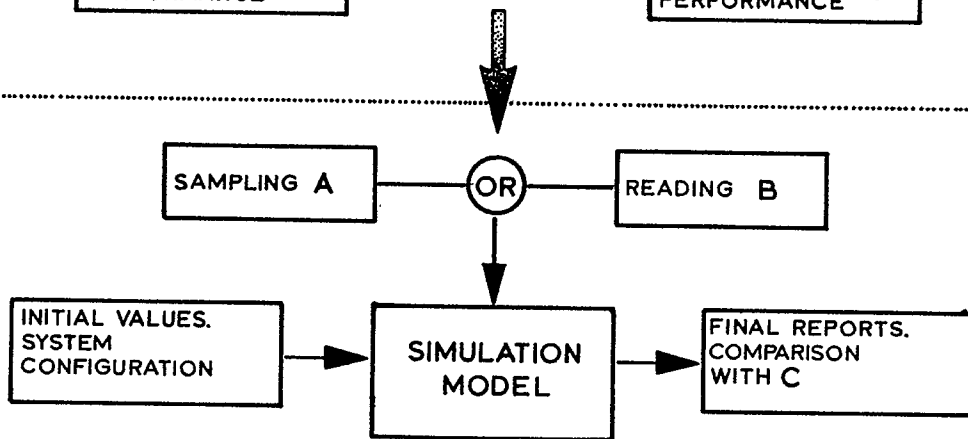 PERFORMANCE
SAMPLING A
OR
READING B
INITIAL VALUES.
SYSTEM
CONFIGURATION
SIMULATION
MODEL
FINAL REPORTS.
COMPARISON
WITH C